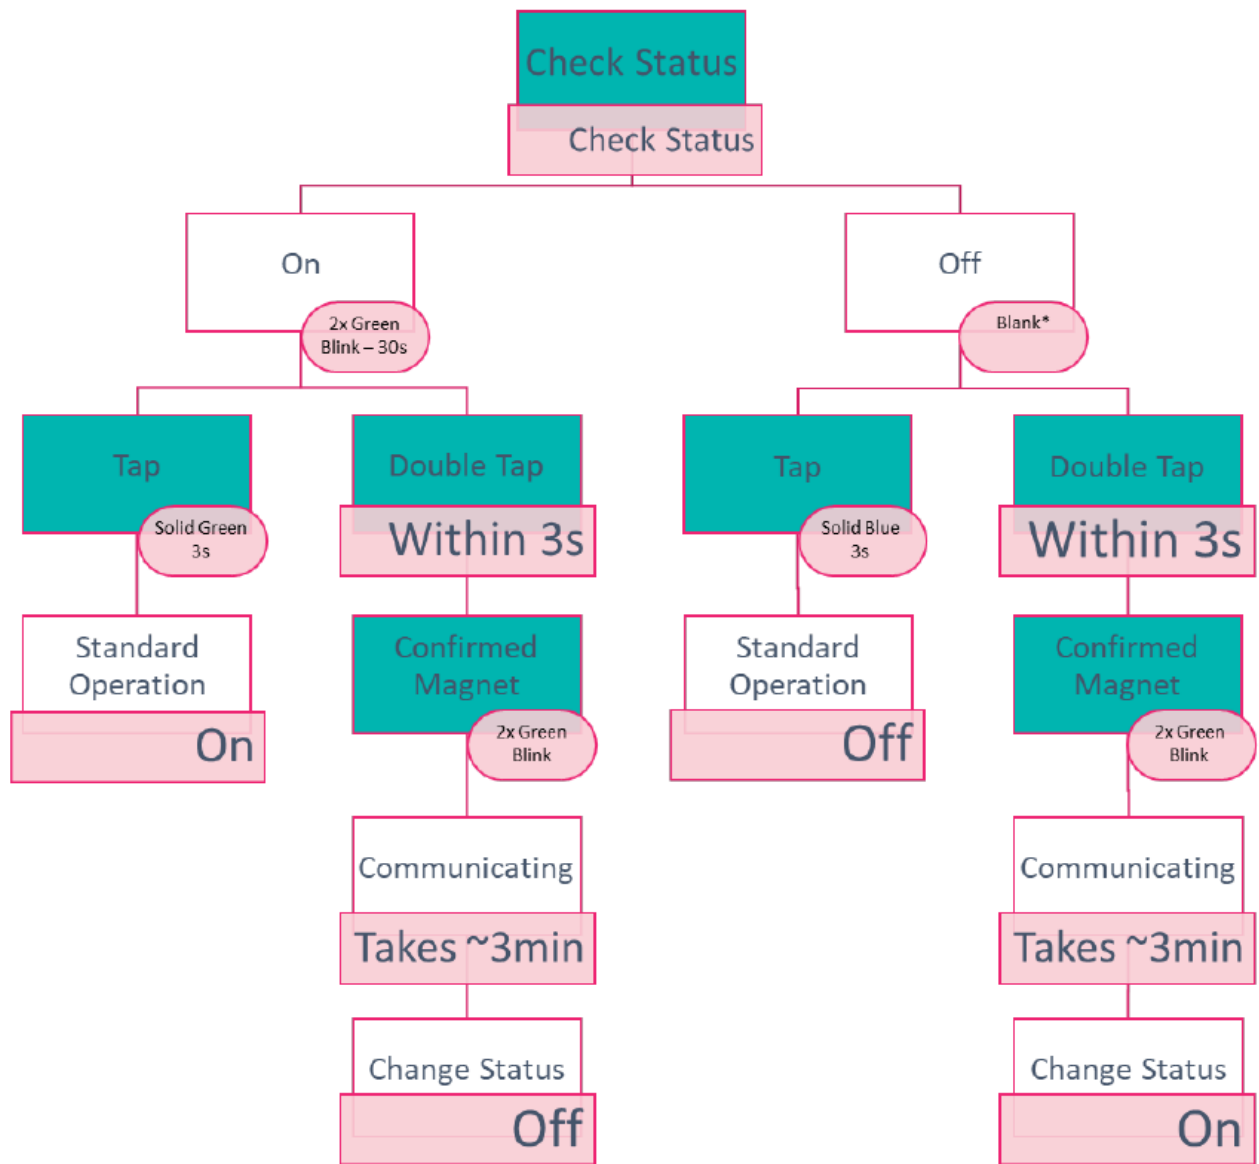 Check Status
Check Status
On
2x Green
Blink – 30s
Off
Blank*
Tap
Solid Green
3s
Double Tap
Within 3s
Tap
Solid Blue
3s
Double Tap
Within 3s
Standard
Operation
On
Confirmed
Magnet
2x Green
Blink
Standard
Operation
Off
Confirmed
Magnet
2x Green
Blink
Communicating
Takes ~3min
Communicating
Takes ~3min
Change Status
Off
Change Status
On